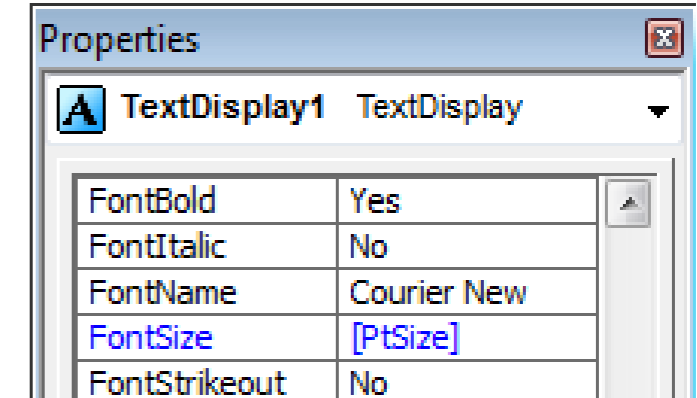 Properties
A TextDisplay1 TextDisplay
FontBold Yes
FontItalic No
FontName Courier New
FontSize [PtSize]
FontStrikeout No